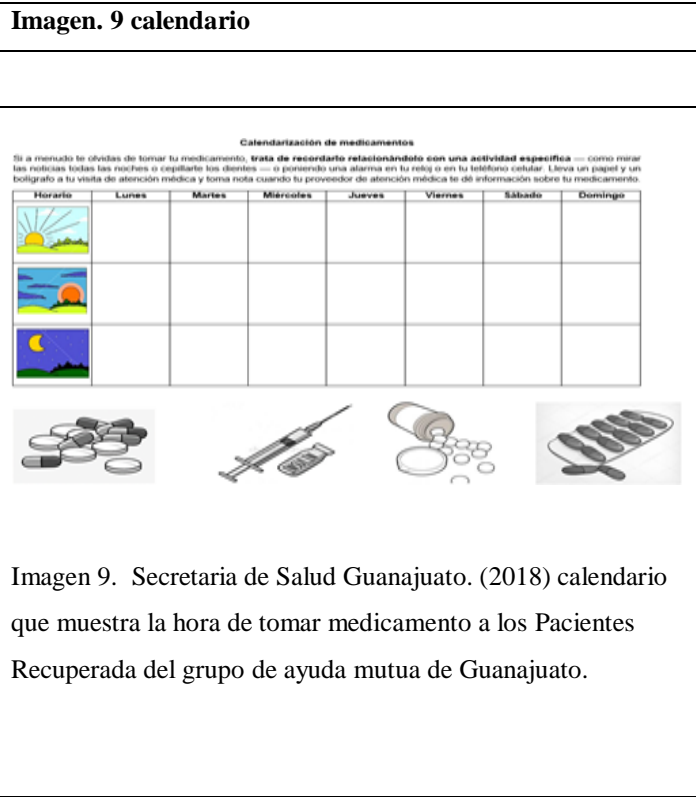 Imagen. 9 calendario
Calendarización de medicamentos
Si a menudo te olvidas de tomar tu medicamento, trata de recordarlo relacionándolo con una actividad específica — como mirar
las noticias todas las noches o cepillarte los dientes — o poniendo una alarma en tu reloj o en tu teléfono celular. Lleva un papel y un
bolígrafo a tu visita de atención médica y toma nota cuando tu proveedor de atención médica te dé información sobre tu medicamento.
Horario Lunes Martes Miércoles Jueves Viernes Sábado Domingo
Imagen 9. Secretaria de Salud Guanajuato. (2018) calendario
que muestra la hora de tomar medicamento a los Pacientes
Recuperada del grupo de ayuda mutua de Guanajuato.